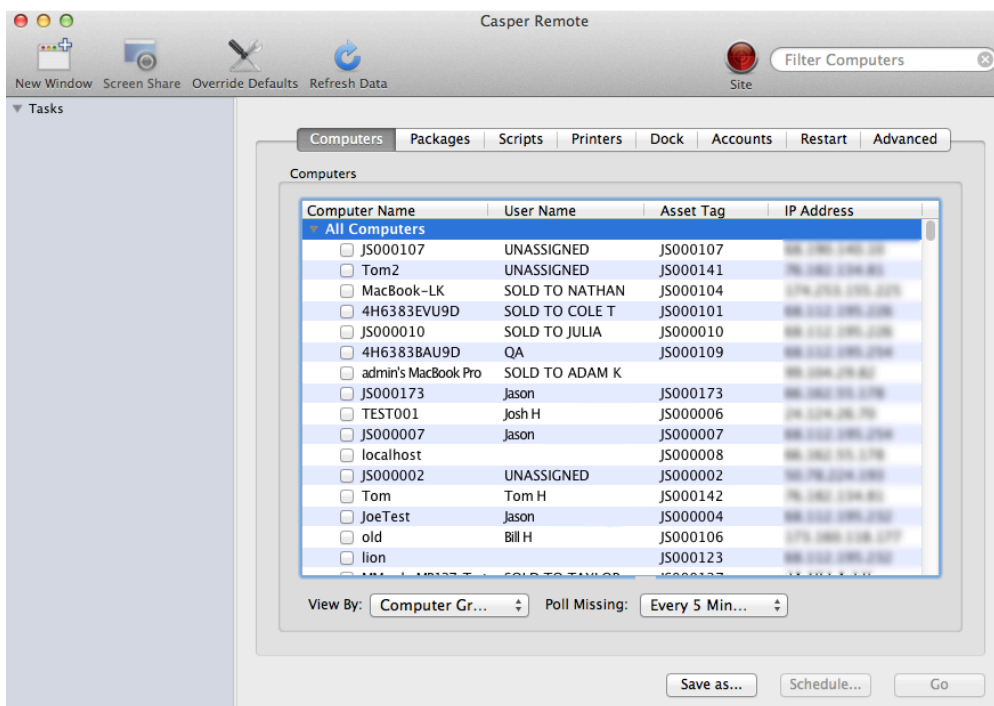 Casper Remote
New Window Screen Share Override Defaults Refresh Data Site Filter Computers
Tasks
Computers Packages Scripts Printers Dock Accounts Restart Advanced
Computers
Computer Name User Name Asset Tag IP Address
All Computers
JS000107 UNASSIGNED JS000107
Tom2 UNASSIGNED JS000141
MacBook-LK SOLD TO NATHAN JS000104
4H6383EVU9D SOLD TO COLE T JS000101
JS000010 SOLD TO JULIA JS000010
4H6383BAU9D QA JS000109
admin's MacBook Pro SOLD TO ADAM K
JS000173 Jason JS000173
TEST001 Josh H JS000006
JS000007 Jason JS000007
localhost JS000008
JS000002 UNASSIGNED JS000002
Tom Tom H JS000142
JoeTest Jason JS000004
old Bill H JS000106
lion JS000123
View By: Computer Gr... Poll Missing: Every 5 Min...
Save as... Schedule... Go